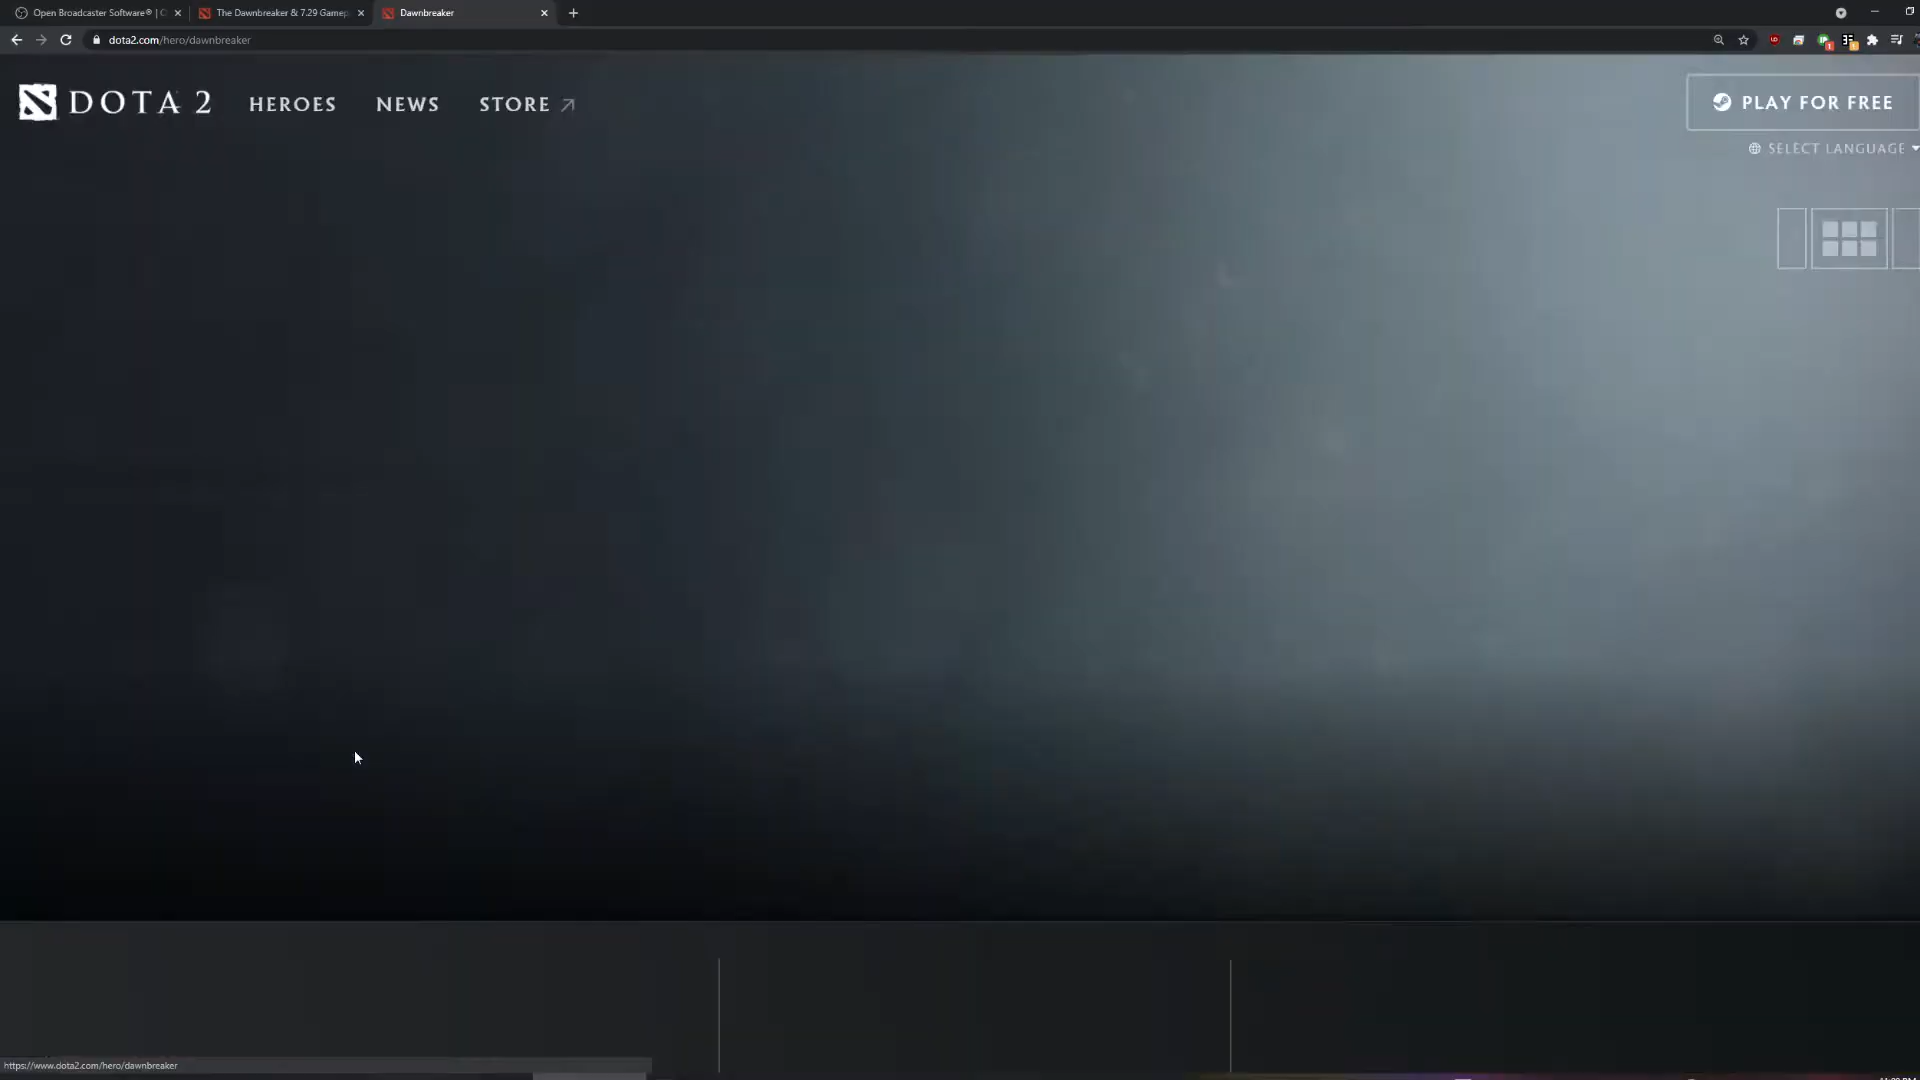 Open Broadcaster Software® |
The Dawnbreaker & 7.29 Gamep
Dawnbreaker
dota2.com/hero/dawnbreaker
DOTA 2
HEROES
NEWS
STORE
PLAY FOR FREE
SELECT LANGUAGE
https://www.dota2.com/hero/dawnbreaker